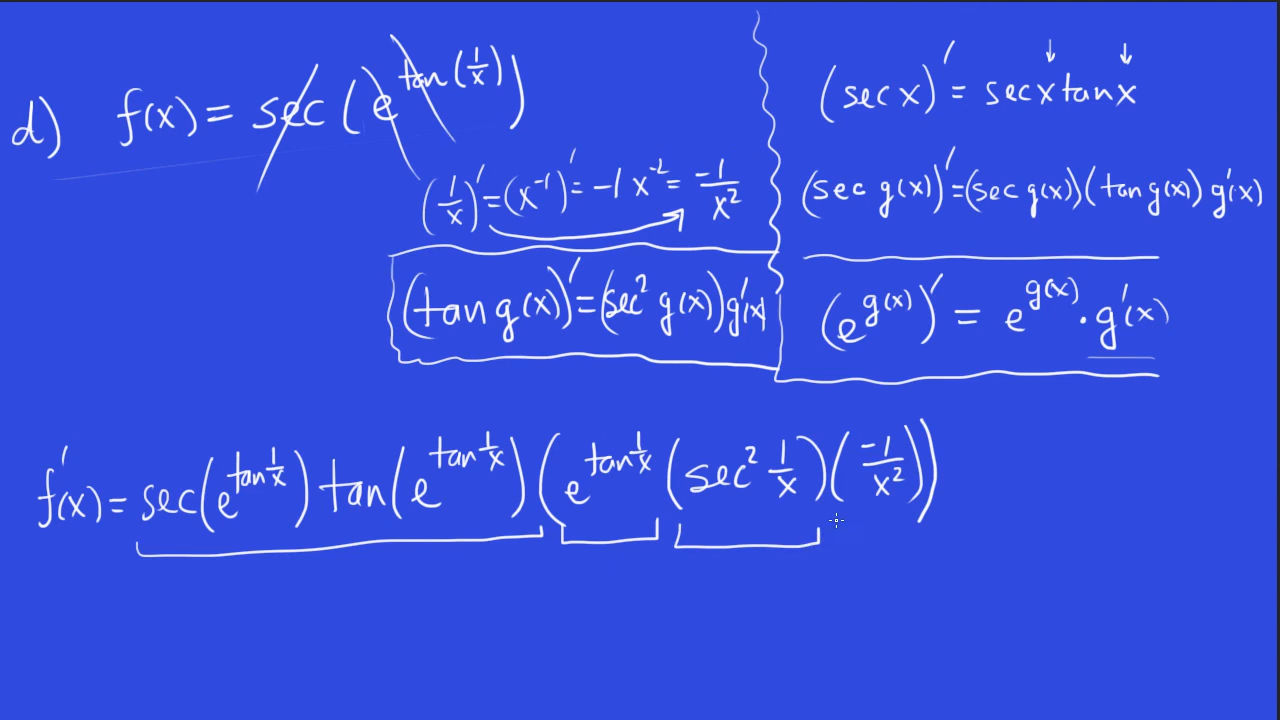 d) f(x) = sec(e^tan(1/x))
(sec x)' = sec x tan x
(1/x)' = (x^-1)' = -1 x^-2 = -1/x^2
(sec g(x))' = (sec g(x))(tan g(x)) g'(x)
(tan g(x))' = (sec^2 g(x)) g'(x)
(e^g(x))' = e^g(x) · g'(x)
f'(x) = sec(e^tan 1/x) tan(e^tan 1/x) (e^tan 1/x (sec^2 1/x)(-1/x^2))